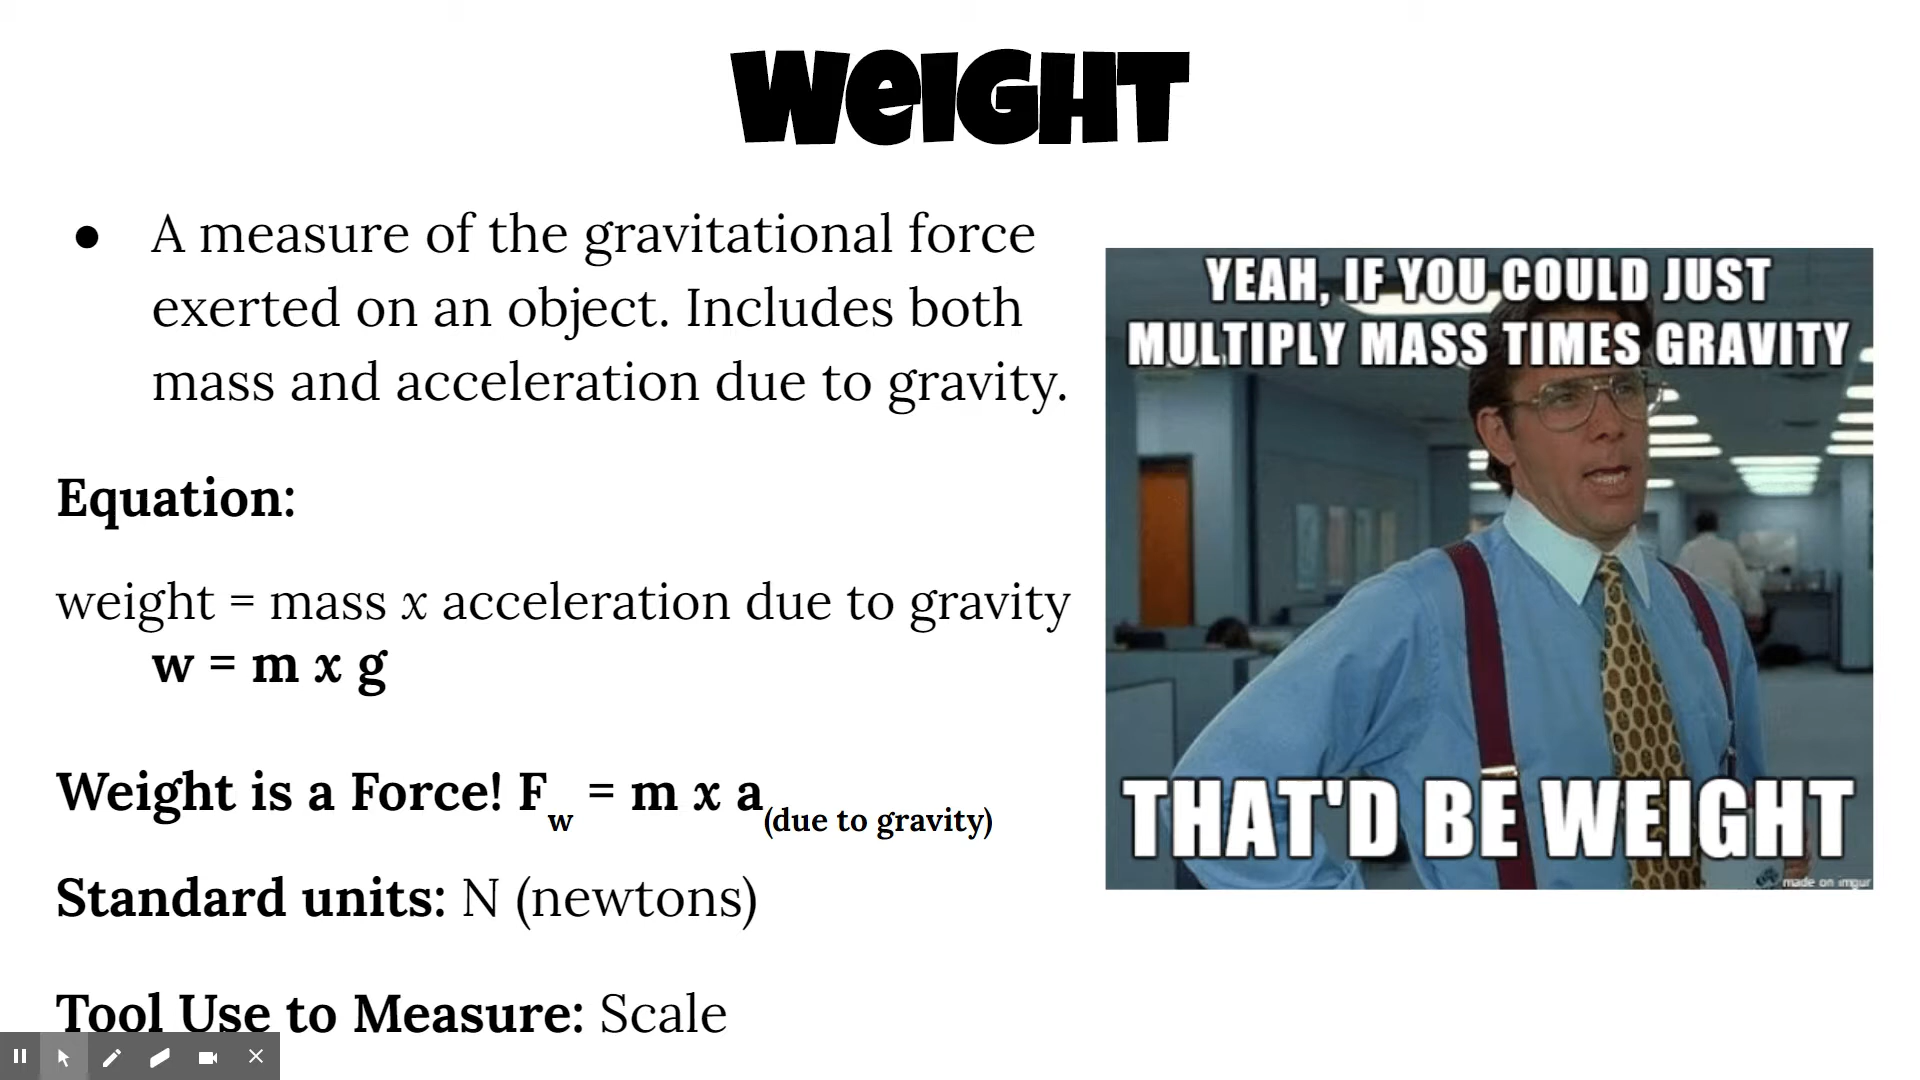 WeIGHT
● A measure of the gravitational force
exerted on an object. Includes both
mass and acceleration due to gravity.
Equation:
weight = mass x acceleration due to gravity
w = m x g
Weight is a Force! Fw = m x a(due to gravity)
Standard units: N (newtons)
Tool Use to Measure: Scale
YEAH, IF YOU COULD JUST
MULTIPLY MASS TIMES GRAVITY
THAT'D BE WEIGHT
made on imgur